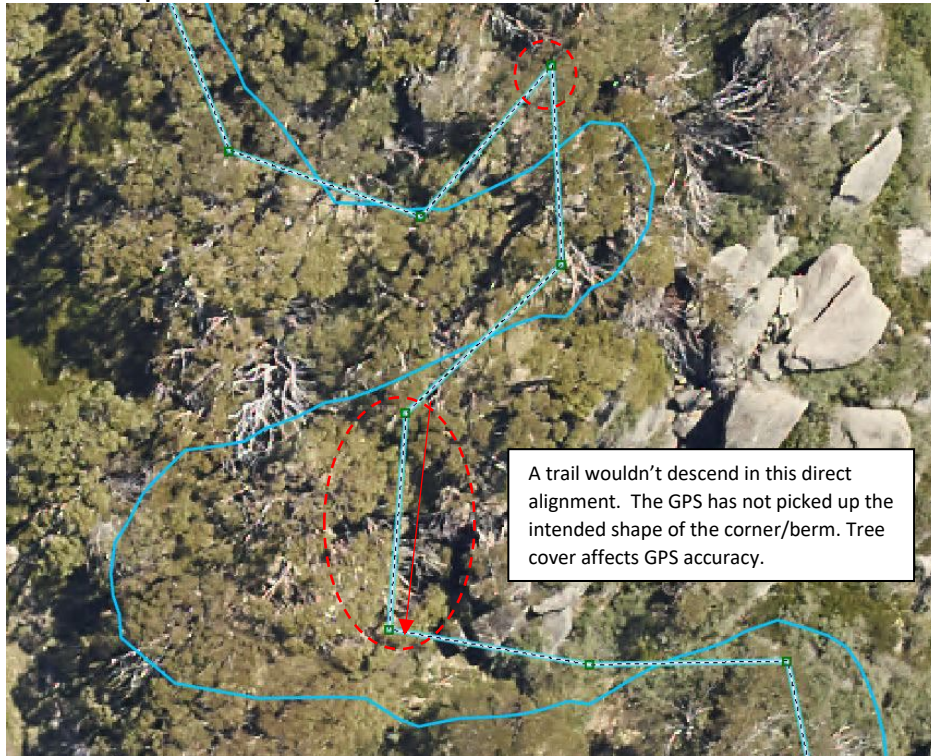 A trail wouldn’t descend in this direct
alignment.  The GPS has not picked up the
intended shape of the corner/berm. Tree
cover affects GPS accuracy.